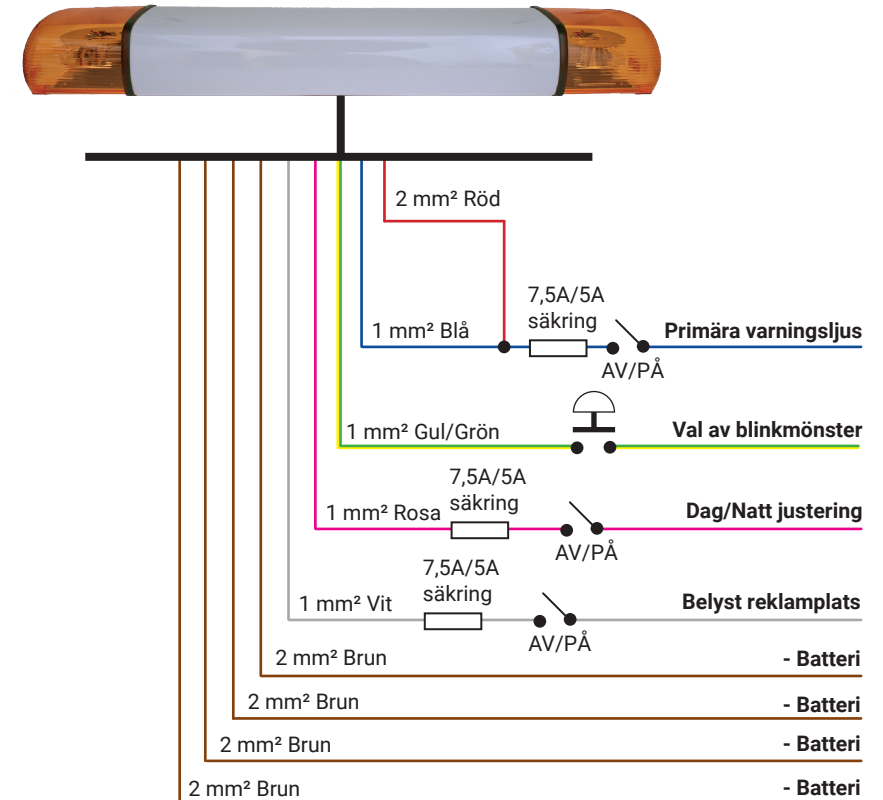 2 mm² Röd
7,5A/5A
säkring
1 mm² Blå
Primära varningsljus
AV/PÅ
1 mm² Gul/Grön
Val av blinkmönster
7,5A/5A
säkring
1 mm² Rosa
Dag/Natt justering
AV/PÅ
7,5A/5A
säkring
1 mm² Vit
Belyst reklamplats
AV/PÅ
2 mm² Brun
- Batteri
2 mm² Brun
- Batteri
2 mm² Brun
- Batteri
2 mm² Brun
- Batteri